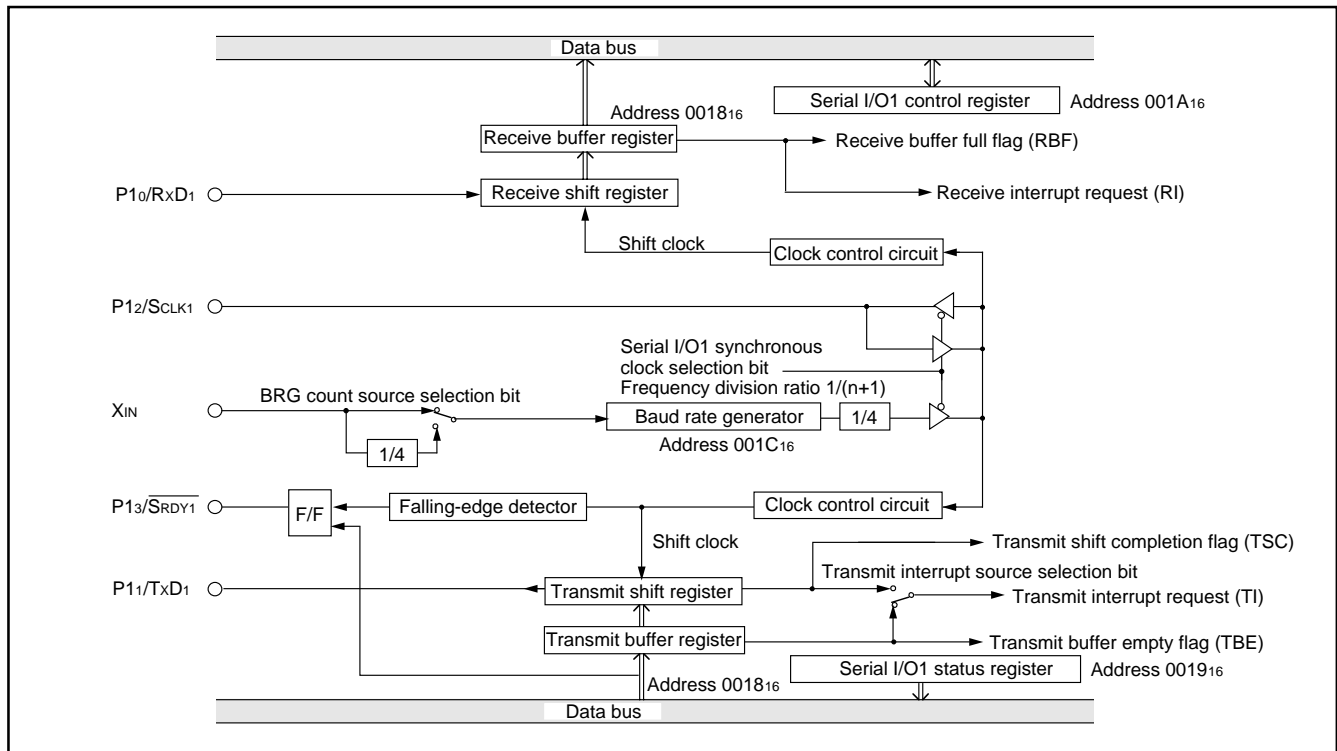 Data bus
Serial I/O1 control register
Address 001A16
Address 001816
Receive buffer register
Receive buffer full flag (RBF)
P10/RXD1
Receive shift register
Receive interrupt request (RI)
Shift clock
Clock control circuit
P12/SCLK1
Serial I/O1 synchronous
clock selection bit
Frequency division ratio 1/(n+1)
BRG count source selection bit
XIN
Baud rate generator
1/4
Address 001C16
1/4
P13/SRDY1
F/F
Falling-edge detector
Clock control circuit
Shift clock
Transmit shift completion flag (TSC)
Transmit interrupt source selection bit
P11/TXD1
Transmit shift register
Transmit interrupt request (TI)
Transmit buffer register
Transmit buffer empty flag (TBE)
Serial I/O1 status register
Address 001916
Address 001816
Data bus